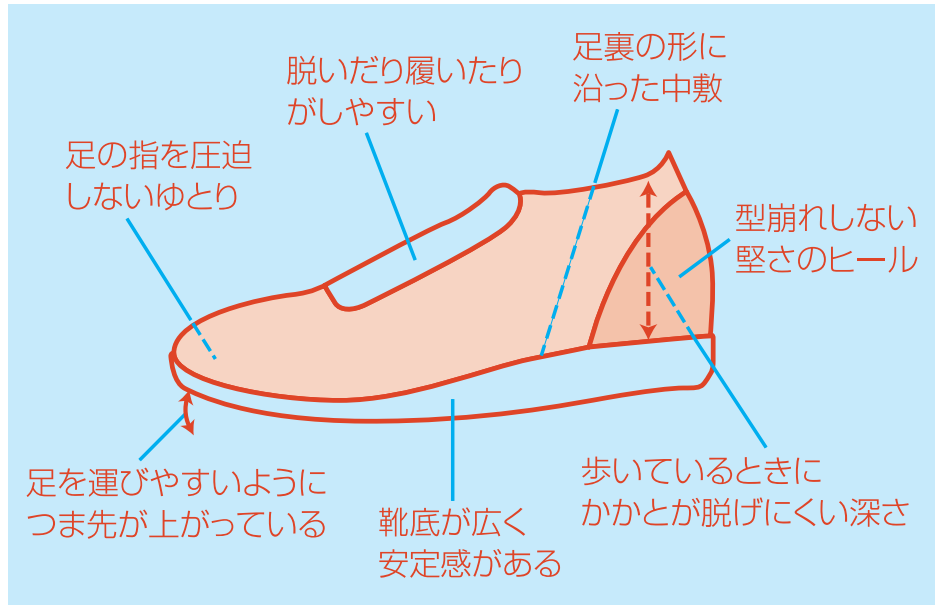 足裏の形に
沿った中敷
脱いだり履いたり
がしやすい
足の指を圧迫
しないゆとり
型崩れしない
堅さのヒール
足を運びやすいように
つま先が上がっている
靴底が広く
安定感がある
歩いているときに
かかとが脱げにくい深さ